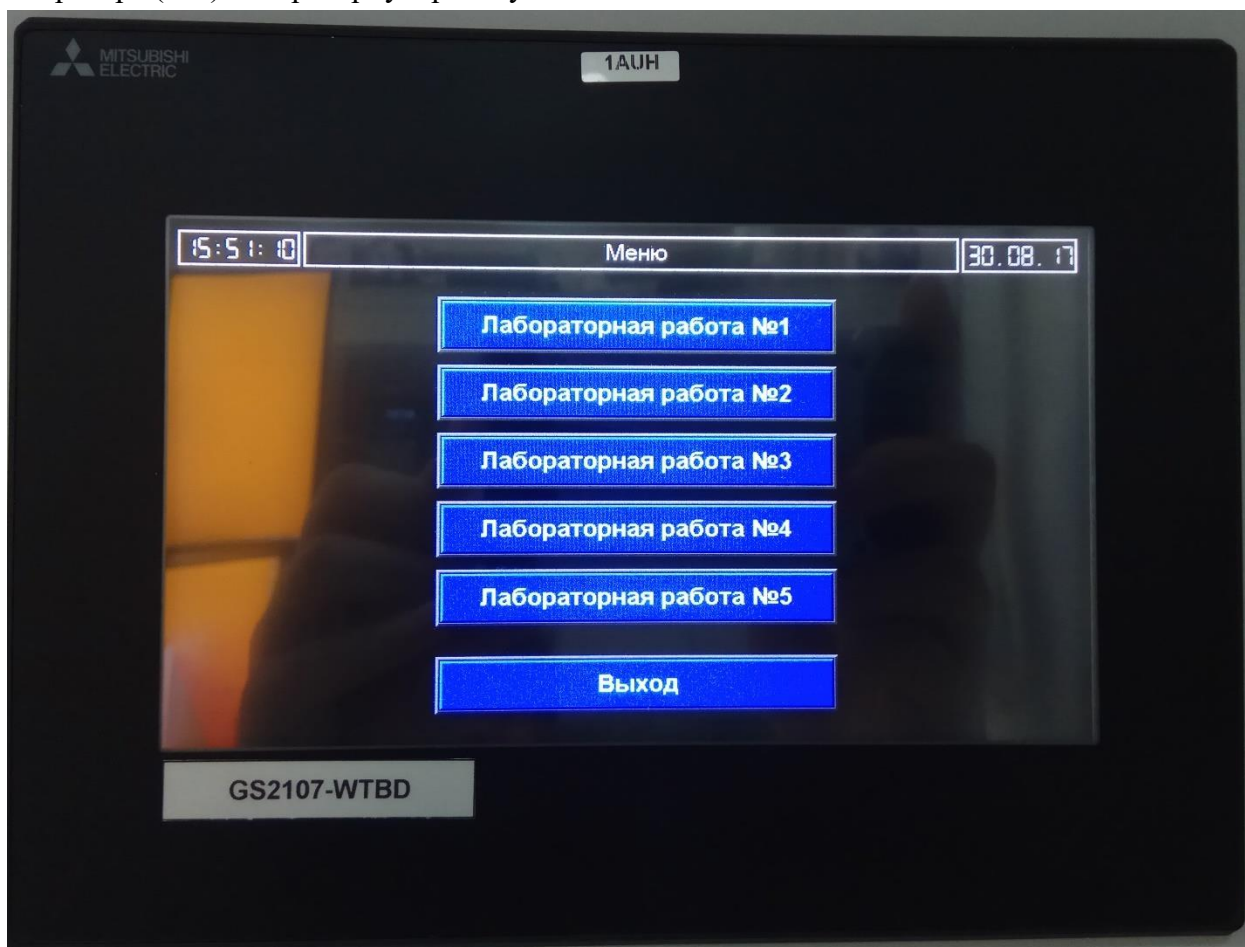 MITSUBISHI
ELECTRIC
1AUH
15:51:10
Меню
30.08.17
Лабораторная работа №1
Лабораторная работа №2
Лабораторная работа №3
Лабораторная работа №4
Лабораторная работа №5
Выход
GS2107-WTBD